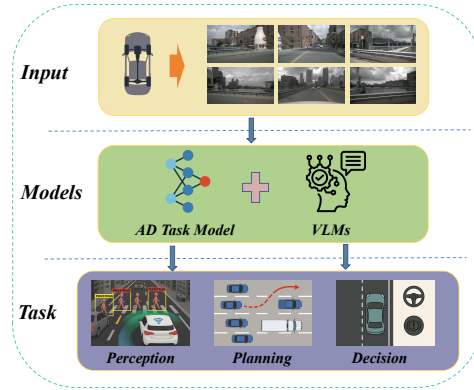 Input
Models
AD Task Model
VLMs
Task
Perception
Planning
Decision